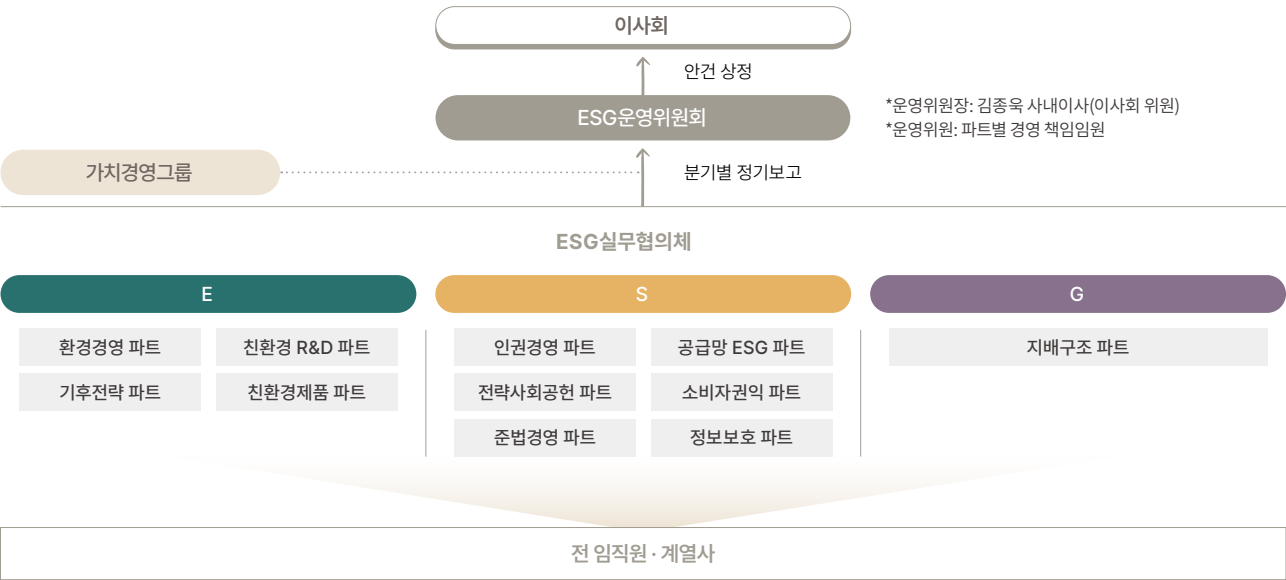 이사회
안건 상정
ESG운영위원회
*운영위원장: 김종욱 사내이사(이사회 위원)
*운영위원: 파트별 경영 책임임원
가치경영그룹
분기별 정기보고
ESG실무협의체
E
환경경영 파트
친환경 R&D 파트
기후전략 파트
친환경제품 파트
S
인권경영 파트
공급망 ESG 파트
전략사회공헌 파트
소비자권익 파트
준법경영 파트
정보보호 파트
G
지배구조 파트
전 임직원 · 계열사